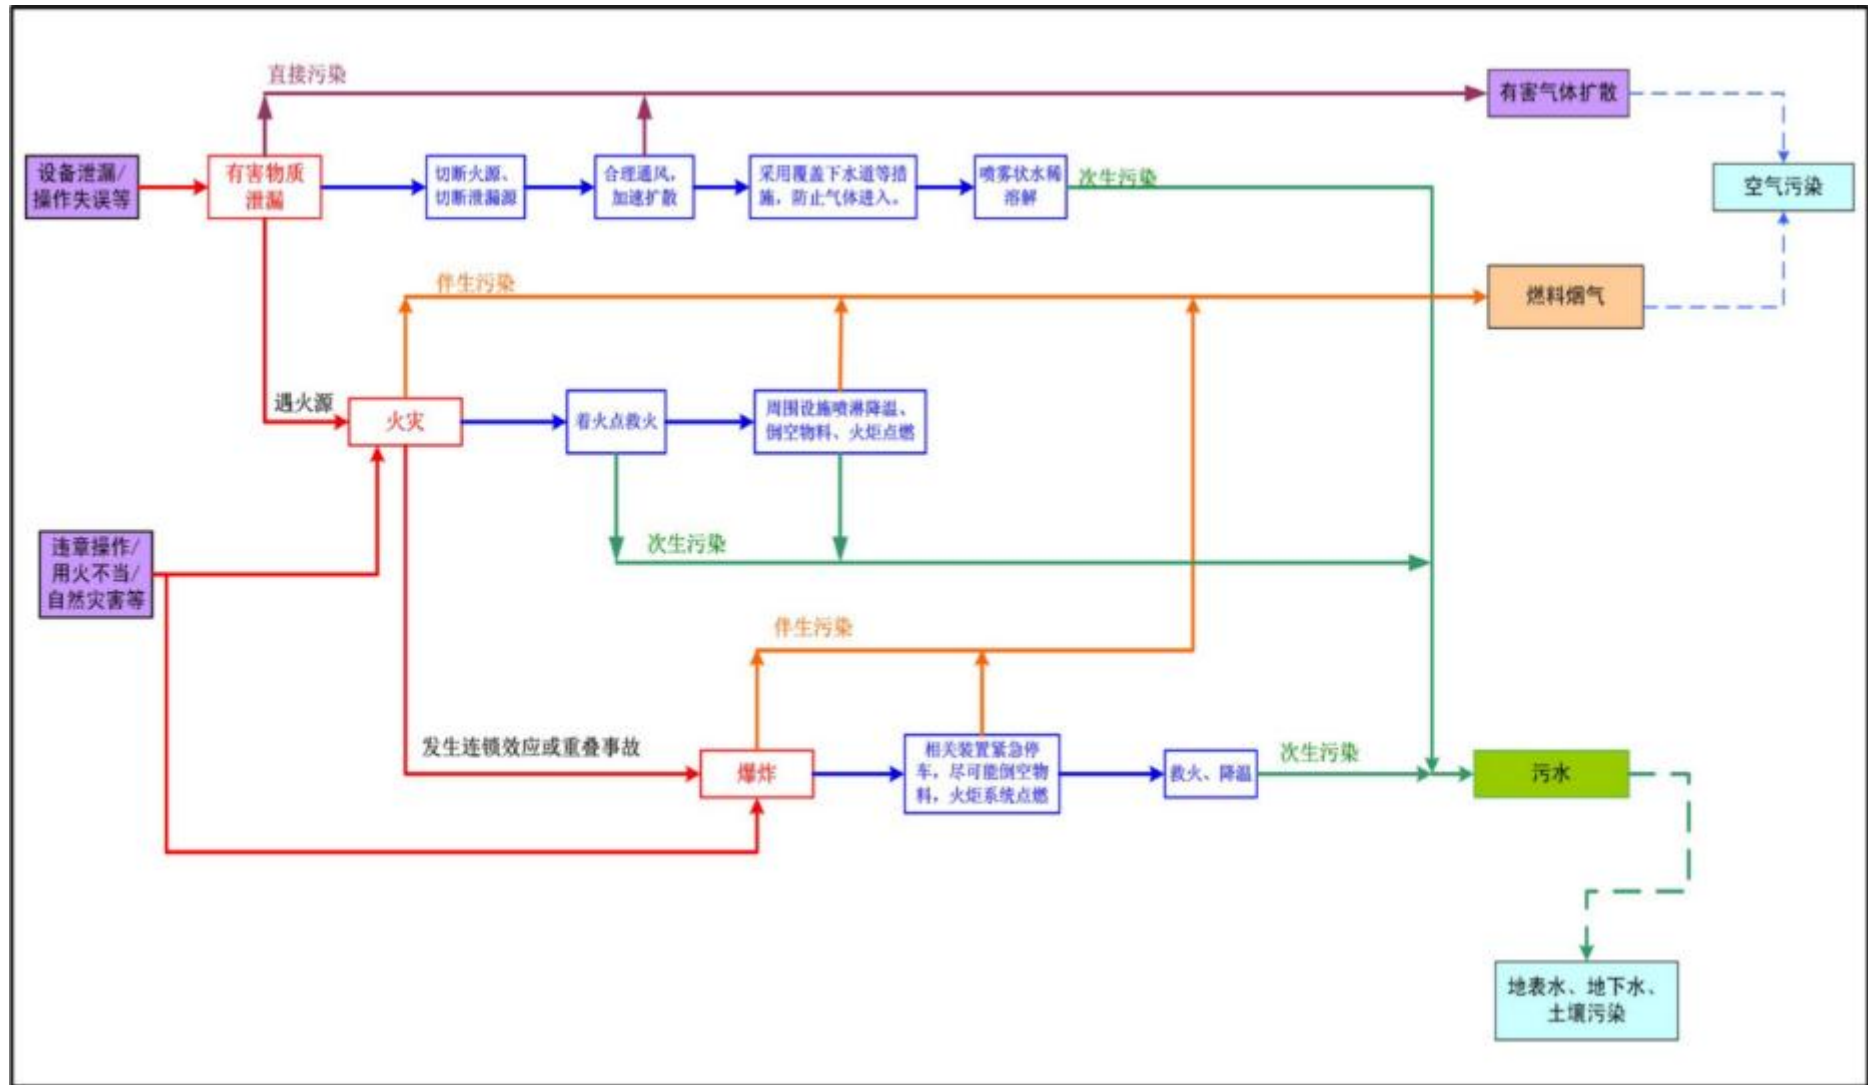 直接污染
有害气体扩散
设备泄漏/
操作失误等
有害物质
泄漏
切断火源、
切断泄漏源
合理通风,
加速扩散
采用覆盖下水道等措
施，防止气体进入。
喷雾状水稀
溶解
次生污染
空气污染
伴生污染
燃料烟气
遇火源
火灾
着火点救火
周围设施喷淋降温、
倒空物料、火炬点燃
次生污染
违章操作/
用火不当/
自然灾害等
伴生污染
发生连锁效应或重叠事故
爆炸
相关装置紧急停
车，尽可能倒空物
料，火炬系统点燃
救火、降温
次生污染
污水
地表水、地下水、
土壤污染